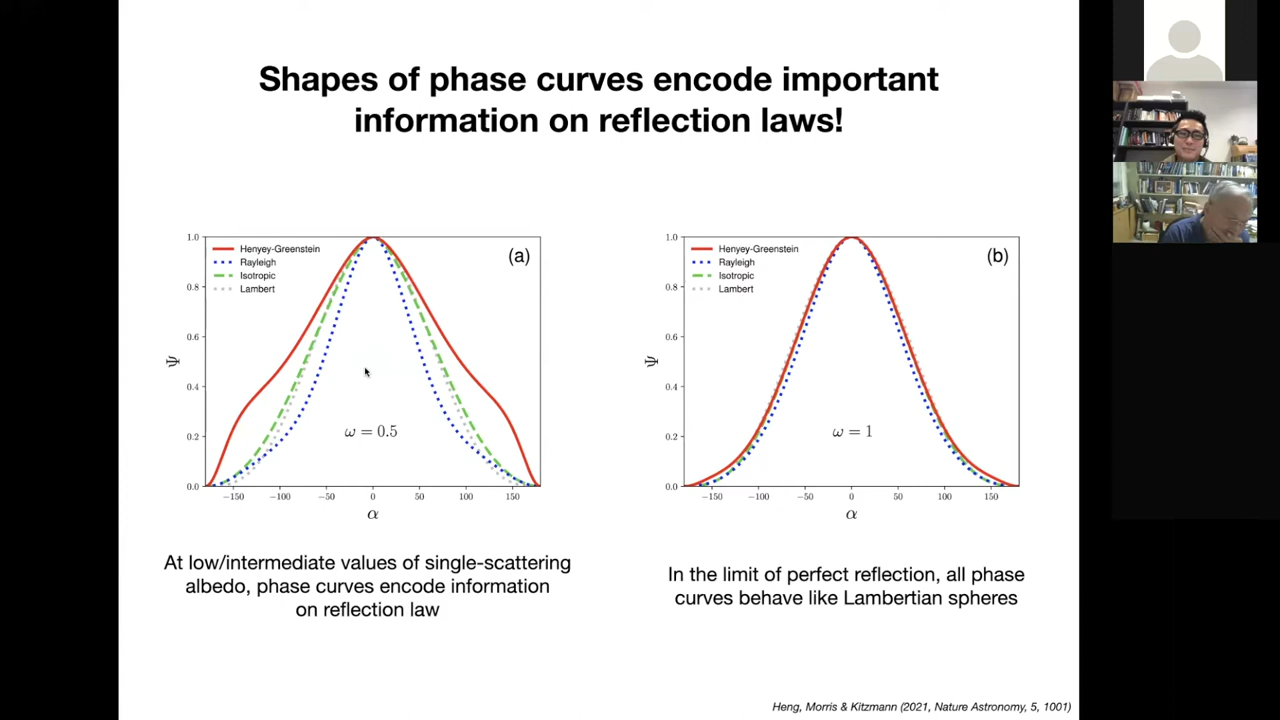 Shapes of phase curves encode important
information on reflection laws!
Henyey-Greenstein
Rayleigh
Isotropic
Lambert
(a)
1.0
0.8
0.6
0.4
0.2
0.0
Ψ
ω = 0.5
−150 −100 −50 0 50 100 150
α
Henyey-Greenstein
Rayleigh
Isotropic
Lambert
(b)
1.0
0.8
0.6
0.4
0.2
0.0
Ψ
ω = 1
−150 −100 −50 0 50 100 150
α
At low/intermediate values of single-scattering
albedo, phase curves encode information
on reflection law
In the limit of perfect reflection, all phase
curves behave like Lambertian spheres
Heng, Morris & Kitzmann (2021, Nature Astronomy, 5, 1001)